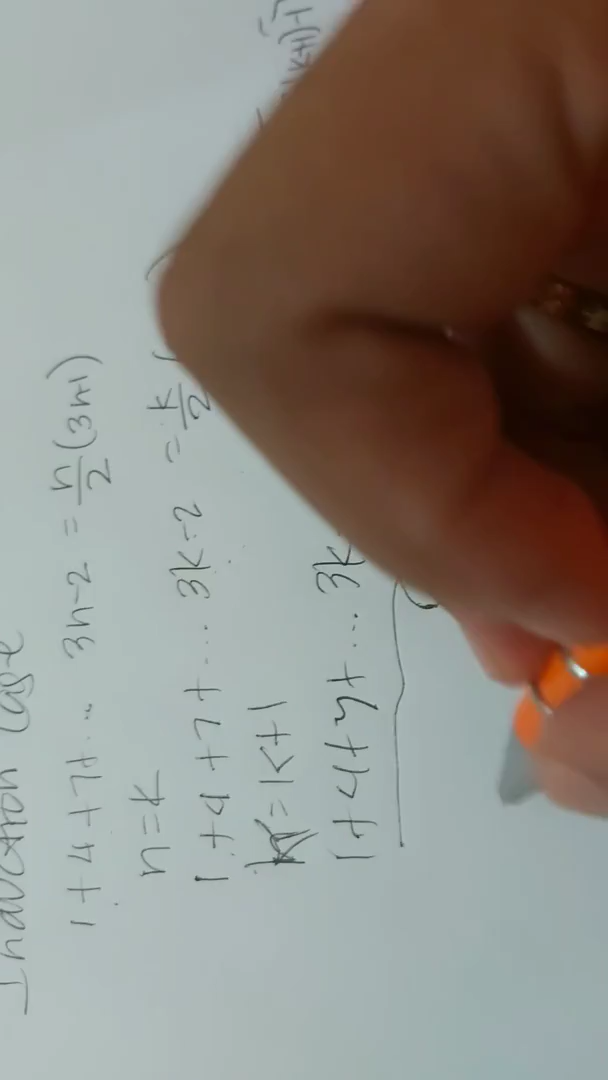 Induction case
1 + 4 + 7 + ... 3n-2 = n/2 (3n-1)
n = k
1 + 4 + 7 + ... 3k-2 = k/2 (
n = k+1
1 + 4 + 7 + ... 3k